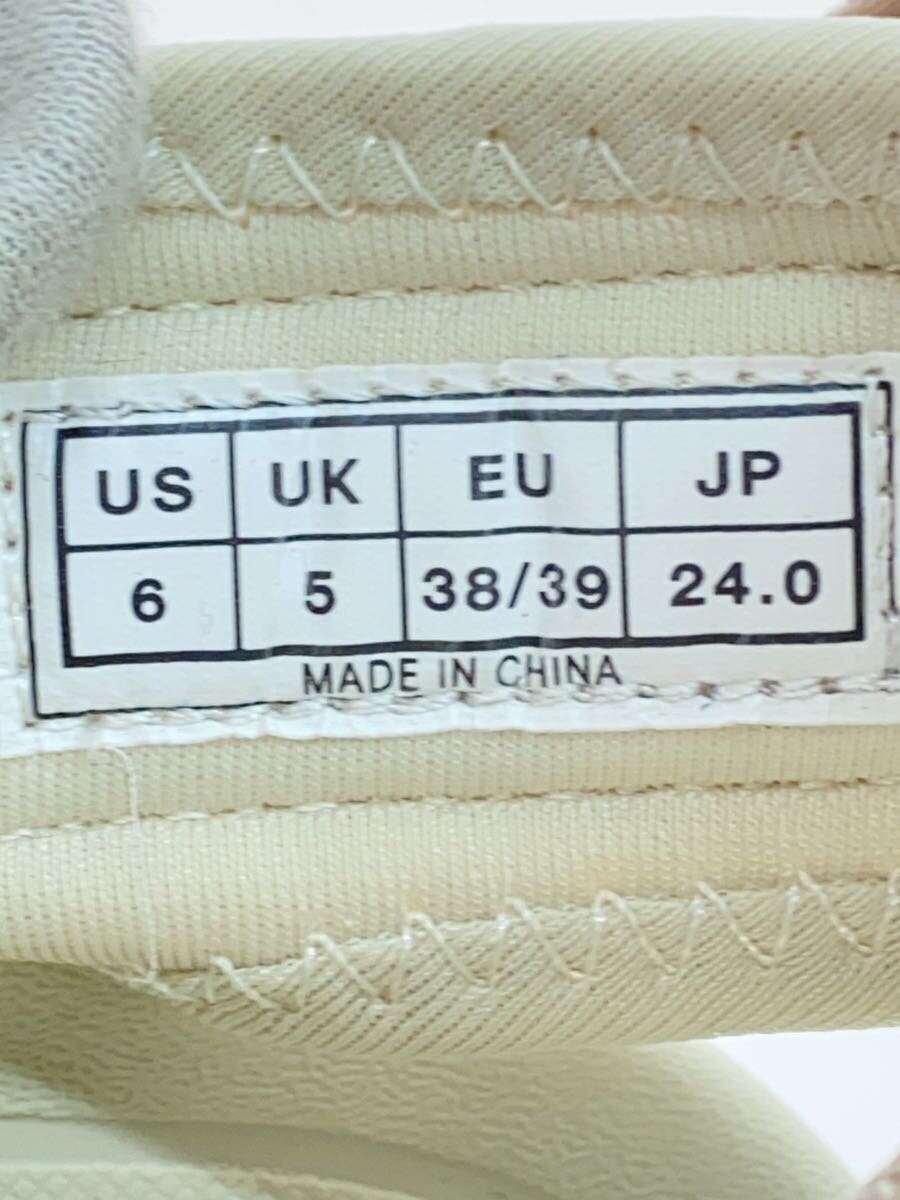 US UK EU JP
6 5 38/39 24.0
MADE IN CHINA